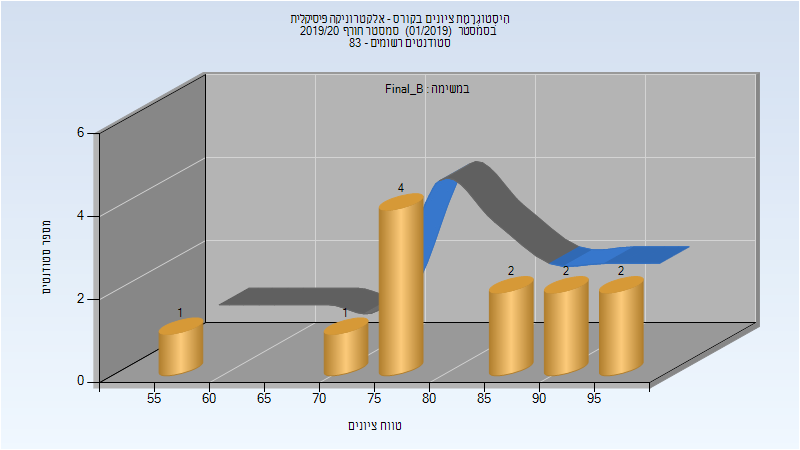 היסטוגרמת ציונים בקורס - אלקטרוניקה פיסיקלית
בסמסטר (01/2019) סמסטר חורף 2019/20
סטודנטים רשומים - 83
במשימה : Final_B
מספר סטודנטים
6
4
2
0
1
1
4
2
2
2
55 60 65 70 75 80 85 90 95
טווח ציונים